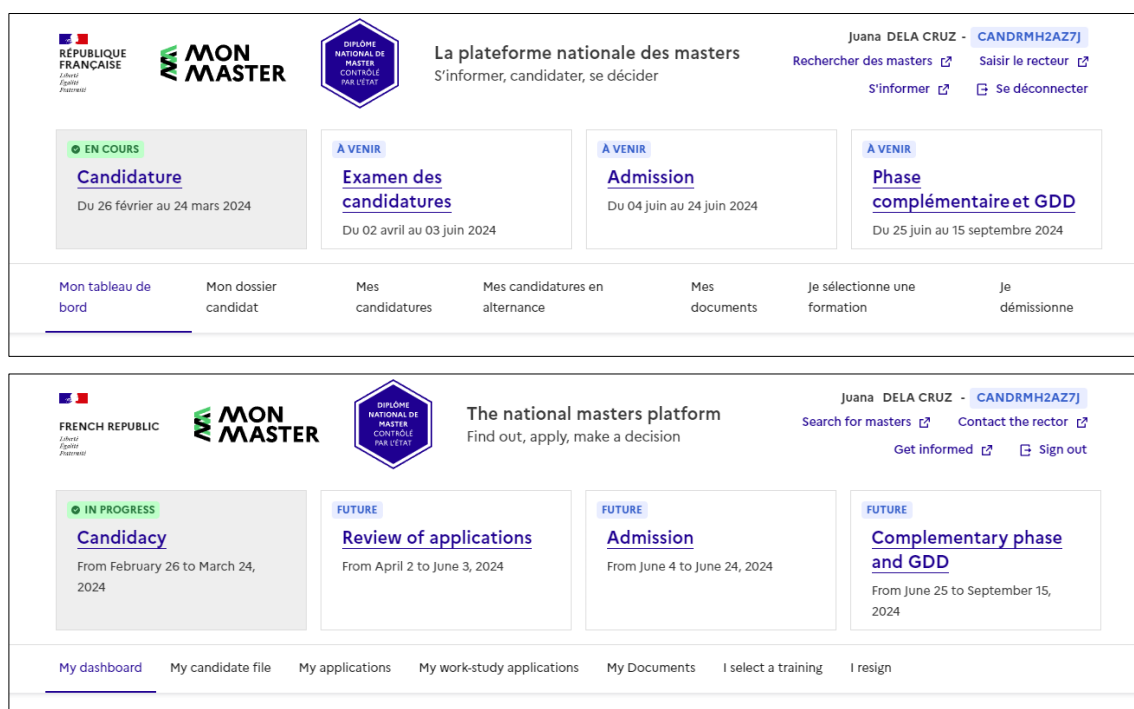 RÉPUBLIQUE
FRANÇAISE
Liberté
Égalité
Fraternité
MON
MASTER
DIPLÔME
NATIONAL DE
MASTER
CONTRÔLÉ
PAR L'ÉTAT
La plateforme nationale des masters
S'informer, candidater, se décider
Juana DELA CRUZ - CANDRMH2AZ7J
Rechercher des masters Saisir le recteur
S'informer Se déconnecter
EN COURS
Candidature
Du 26 février au 24 mars 2024
À VENIR
Examen des
candidatures
Du 02 avril au 03 juin 2024
À VENIR
Admission
Du 04 juin au 24 juin 2024
À VENIR
Phase
complémentaire et GDD
Du 25 juin au 15 septembre 2024
Mon tableau de
bord
Mon dossier
candidat
Mes
candidatures
Mes candidatures en
alternance
Mes
documents
Je sélectionne une
formation
Je
démissionne
FRENCH REPUBLIC
Liberté
Égalité
Fraternité
MON
MASTER
DIPLÔME
NATIONAL DE
MASTER
CONTRÔLÉ
PAR L'ÉTAT
The national masters platform
Find out, apply, make a decision
Juana DELA CRUZ - CANDRMH2AZ7J
Search for masters Contact the rector
Get informed Sign out
IN PROGRESS
Candidacy
From February 26 to March 24,
2024
FUTURE
Review of applications
From April 2 to June 3, 2024
FUTURE
Admission
From June 4 to June 24, 2024
FUTURE
Complementary phase
and GDD
From June 25 to September 15,
2024
My dashboard My candidate file My applications My work-study applications My Documents I select a training I resign